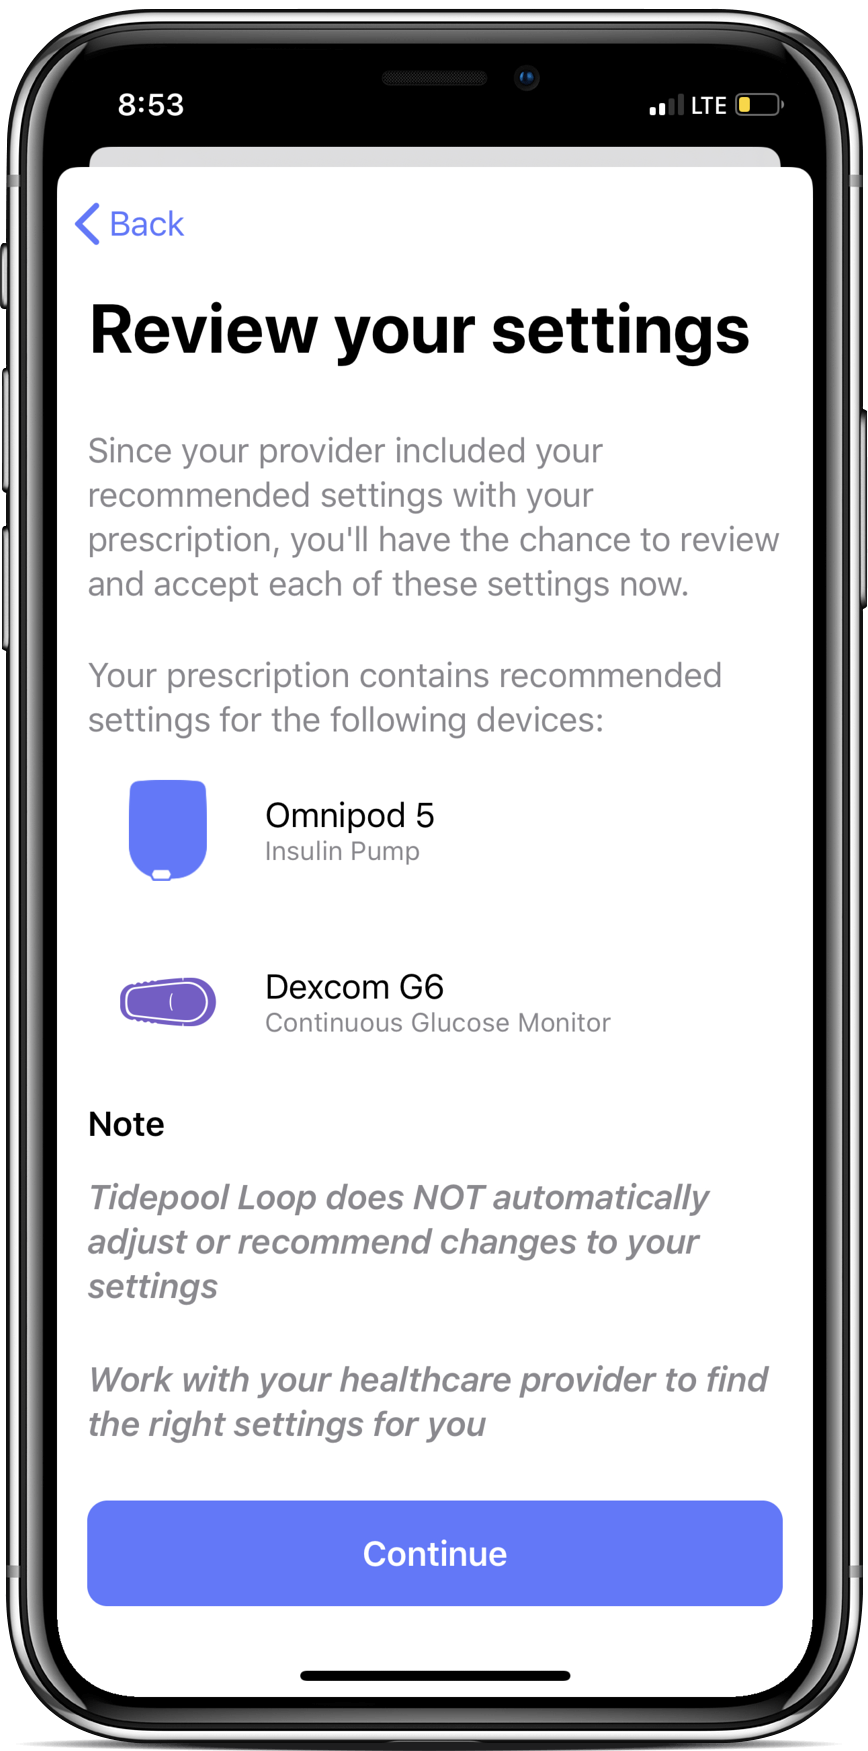 8:53
LTE
Back
Review your settings
Since your provider included your
recommended settings with your
prescription, you'll have the chance to review
and accept each of these settings now.
Your prescription contains recommended
settings for the following devices:
Omnipod 5
Insulin Pump
Dexcom G6
Continuous Glucose Monitor
Note
Tidepool Loop does NOT automatically
adjust or recommend changes to your
settings
Work with your healthcare provider to find
the right settings for you
Continue